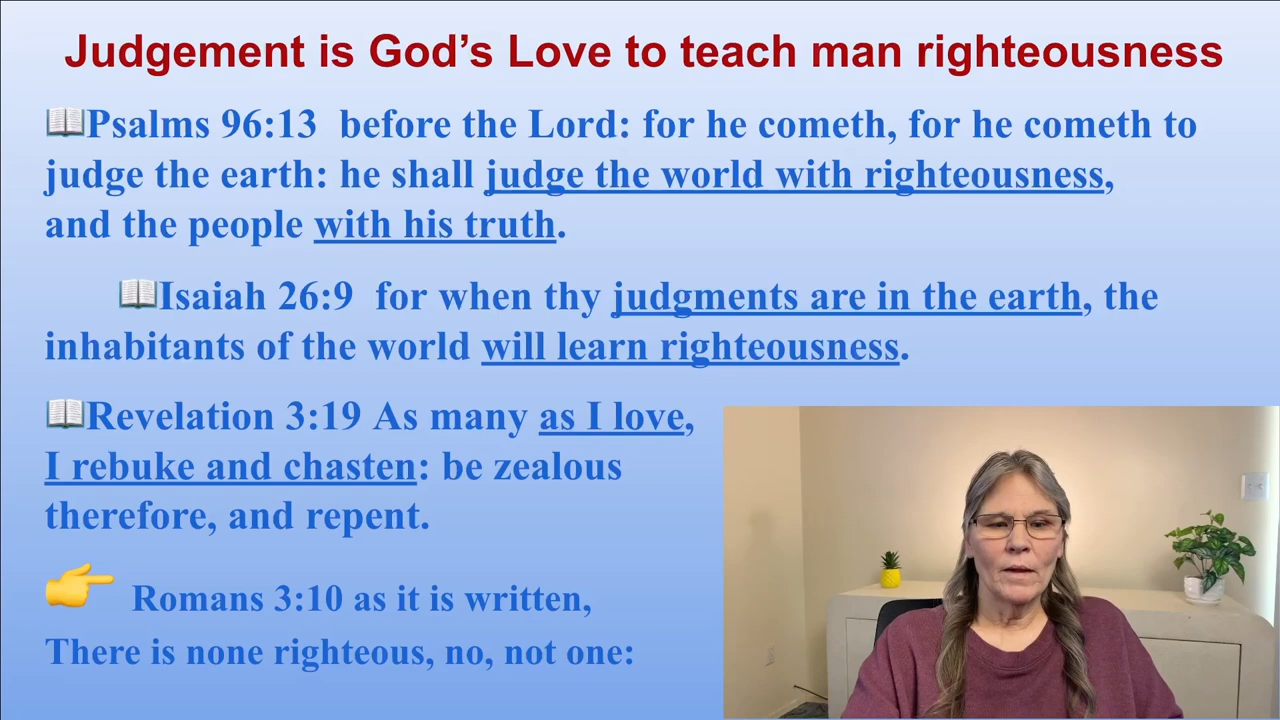 Judgement is God’s Love to teach man righteousness
Psalms 96:13  before the Lord: for he cometh, for he cometh to
judge the earth: he shall judge the world with righteousness,
and the people with his truth.
Isaiah 26:9  for when thy judgments are in the earth, the
inhabitants of the world will learn righteousness.
Revelation 3:19 As many as I love,
I rebuke and chasten: be zealous
therefore, and repent.
Romans 3:10 as it is written,
There is none righteous, no, not one: